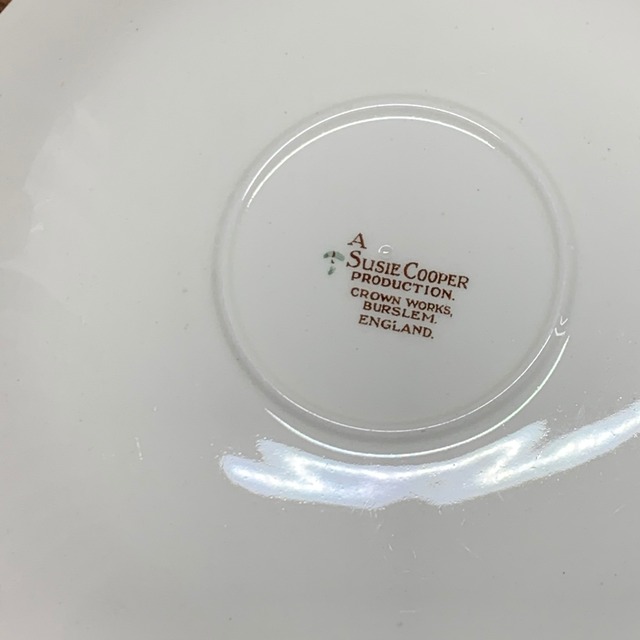 A
SUSIE COOPER
PRODUCTION.
CROWN WORKS,
BURSLEM.
ENGLAND.